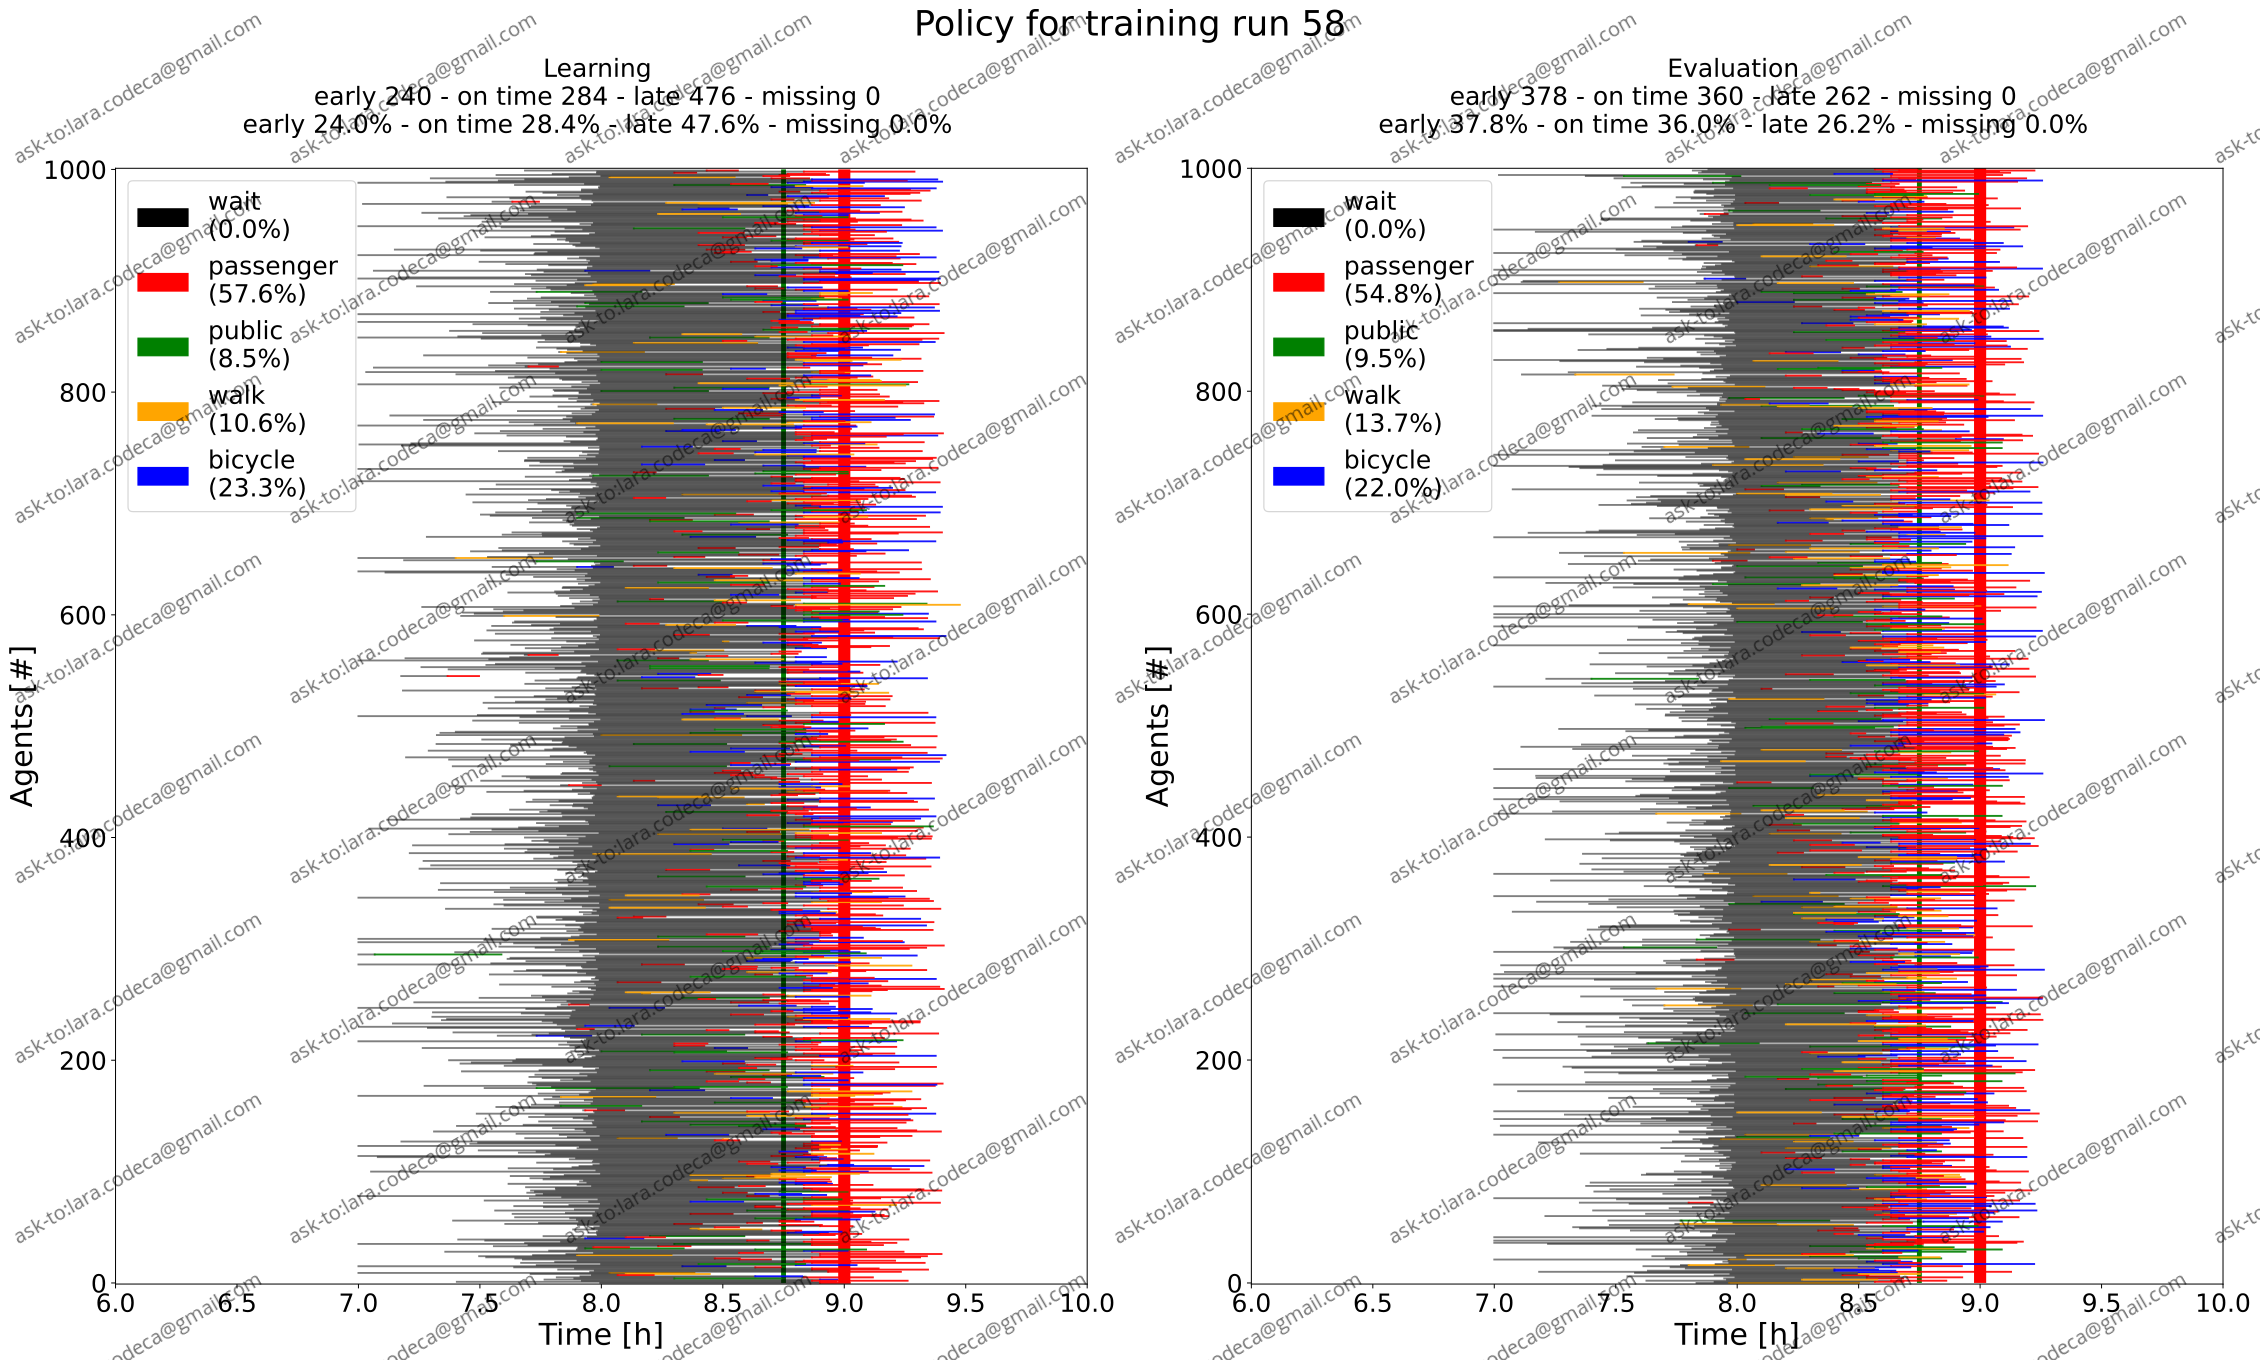 Policy for training run 58
Learning
early 240 - on time 284 - late 476 - missing 0
early 24.0% - on time 28.4% - late 47.6% - missing 0.0%
Agents [#]
1000
800
600
400
200
0
wait
(0.0%)
passenger
(57.6%)
public
(8.5%)
walk
(10.6%)
bicycle
(23.3%)
6.0 6.5 7.0 7.5 8.0 8.5 9.0 9.5 10.0
Time [h]
Evaluation
early 378 - on time 360 - late 262 - missing 0
early 37.8% - on time 36.0% - late 26.2% - missing 0.0%
Agents [#]
1000
800
600
400
200
0
wait
(0.0%)
passenger
(54.8%)
public
(9.5%)
walk
(13.7%)
bicycle
(22.0%)
6.0 6.5 7.0 7.5 8.0 8.5 9.0 9.5 10.0
Time [h]
ask-to:lara.codeca@gmail.com